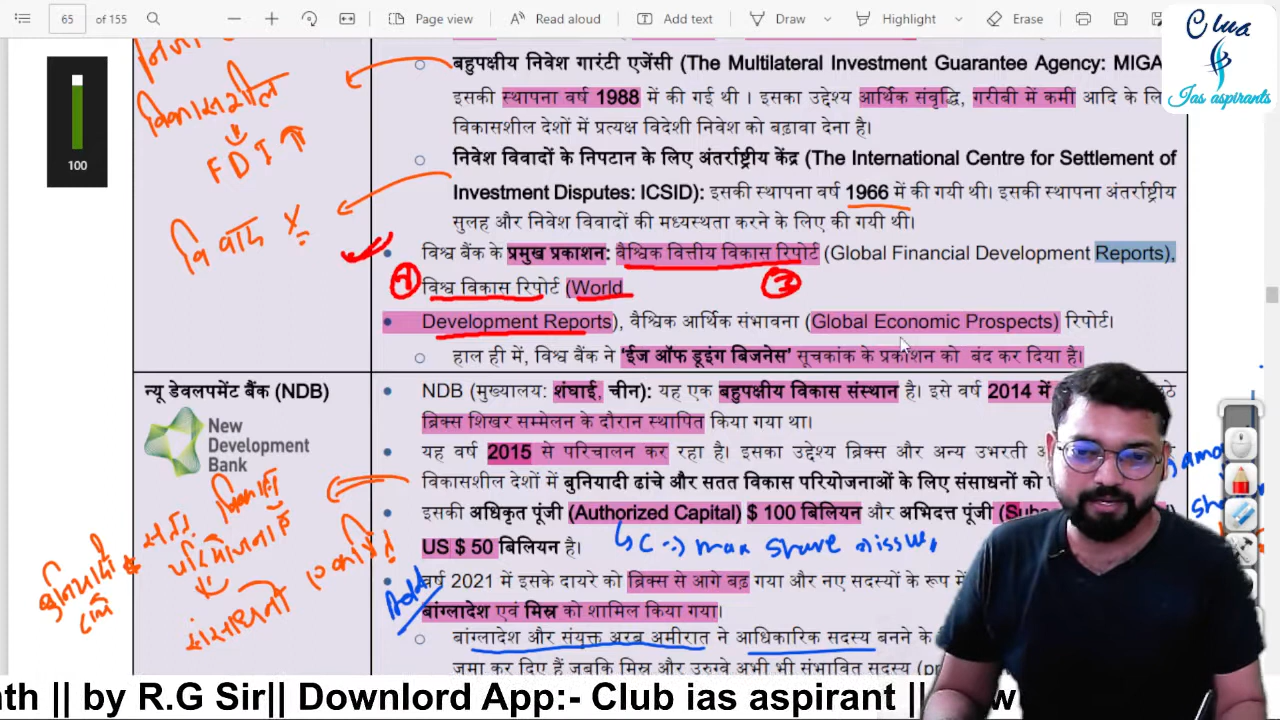 65 of 155
Page view
Read aloud
Add text
Draw
Highlight
Erase
Club
Ias aspirants
100
विकासशील
FDI
विवाद X
बहुपक्षीय निवेश गारंटी एजेंसी (The Multilateral Investment Guarantee Agency: MIGA
इसकी स्थापना वर्ष 1988 में की गई थी। इसका उद्देश्य आर्थिक संवृद्धि, गरीबी में कमी आदि के लि
विकासशील देशों में प्रत्यक्ष विदेशी निवेश को बढ़ावा देना है।
निवेश विवादों के निपटान के लिए अंतर्राष्ट्रीय केंद्र (The International Centre for Settlement of
Investment Disputes: ICSID): इसकी स्थापना वर्ष 1966 में की गयी थी। इसकी स्थापना अंतर्राष्ट्रीय
सुलह और निवेश विवादों की मध्यस्थता करने के लिए की गयी थी।
विश्व बैंक के प्रमुख प्रकाशन: वैश्विक वित्तीय विकास रिपोर्ट (Global Financial Development Reports),
विश्व विकास रिपोर्ट (World
Development Reports), वैश्विक आर्थिक संभावना (Global Economic Prospects) रिपोर्ट।
हाल ही में, विश्व बैंक ने 'ईज ऑफ डूइंग बिजनेस' सूचकांक के प्रकाशन को बंद कर दिया है।
न्यू डेवलपमेंट बैंक (NDB)
New
Development
Bank
NDB (मुख्यालय: शंघाई, चीन): यह एक बहुपक्षीय विकास संस्थान है। इसे वर्ष 2014 में
ब्रिक्स शिखर सम्मेलन के दौरान स्थापित किया गया था।
यह वर्ष 2015 से परिचालन कर रहा है। इसका उद्देश्य ब्रिक्स और अन्य उभरती
विकासशील देशों में बुनियादी ढांचे और सतत विकास परियोजनाओं के लिए संसाधनों को
इसकी अधिकृत पूंजी (Authorized Capital) $ 100 बिलियन और अभिदत्त पूंजी
US $ 50 बिलियन है।
C max share issue
वर्ष 2021 में इसके दायरे को ब्रिक्स से आगे बढ़ गया और नए सदस्यों के रूप में
बांग्लादेश एवं मिस्र को शामिल किया गया।
बांग्लादेश और संयुक्त अरब अमीरात ने आधिकारिक सदस्य बनने के
जमा कर दिए हैं जबकि मिस्र और उरुग्वे अभी भी संभावित सदस्य
Add
nth || by R.G Sir|| Downlord App:- Club ias aspirant ||